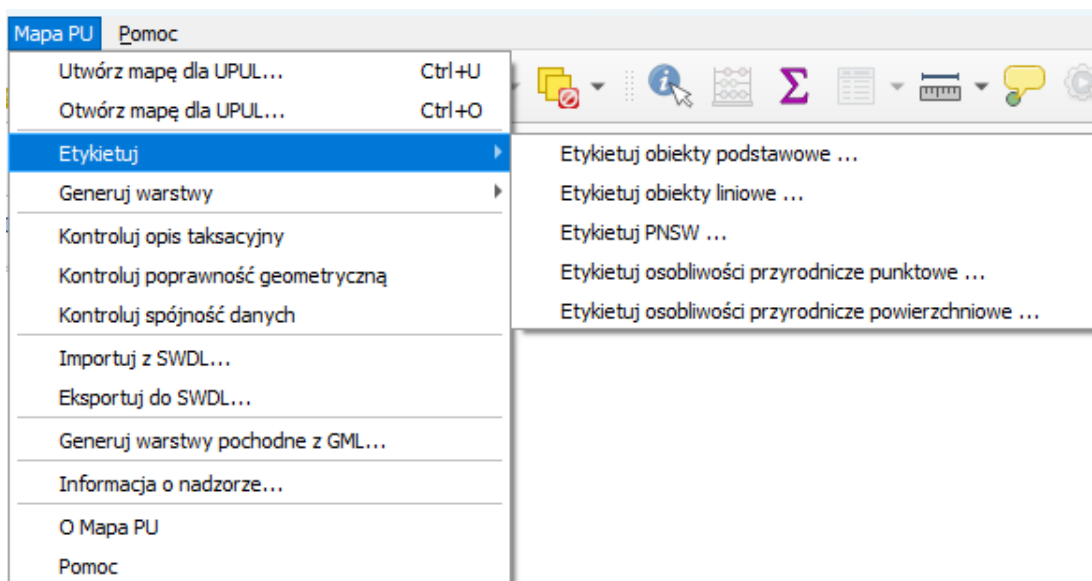 Mapa PU Pomoc
Utwórz mapę dla UPUL... Ctrl+U
Otwórz mapę dla UPUL... Ctrl+O
Etykietuj
Generuj warstwy
Kontroluj opis taksacyjny
Kontroluj poprawność geometryczną
Kontroluj spójność danych
Importuj z SWDL...
Eksportuj do SWDL...
Generuj warstwy pochodne z GML...
Informacja o nadzorze...
O Mapa PU
Pomoc
Etykietuj obiekty podstawowe ...
Etykietuj obiekty liniowe ...
Etykietuj PNSW ...
Etykietuj osobliwości przyrodnicze punktowe ...
Etykietuj osobliwości przyrodnicze powierzchniowe ...